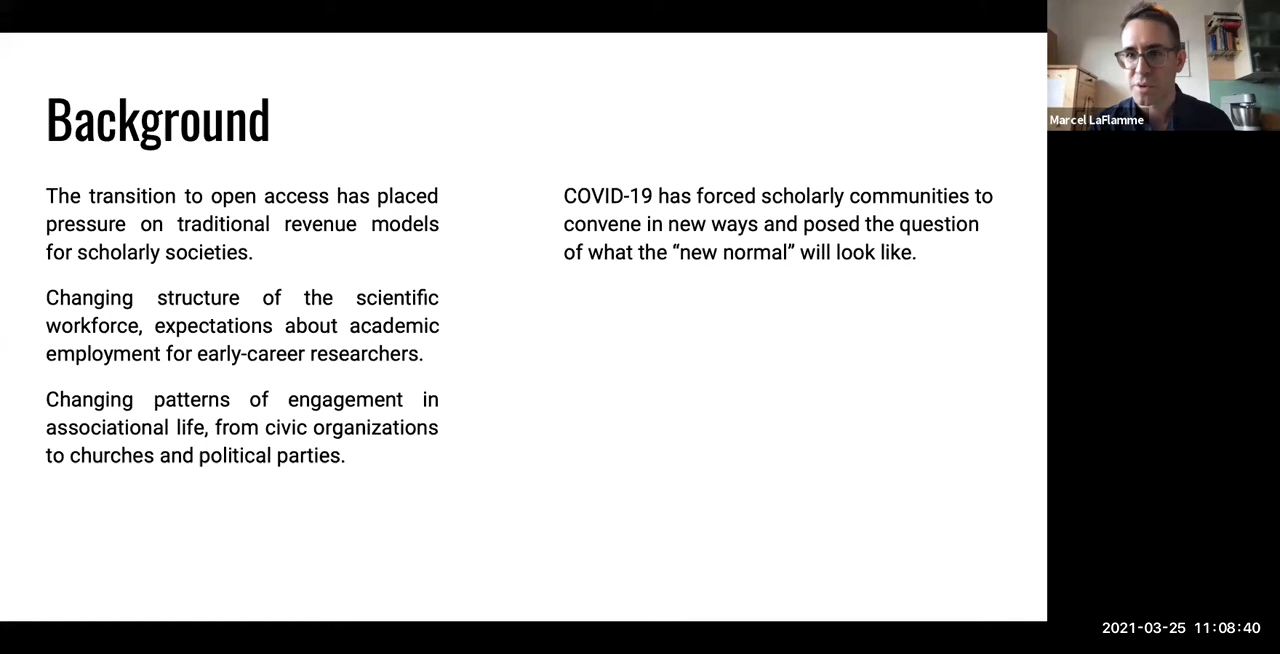 Background
The transition to open access has placed
pressure on traditional revenue models
for scholarly societies.
Changing structure of the scientific
workforce, expectations about academic
employment for early-career researchers.
Changing patterns of engagement in
associational life, from civic organizations
to churches and political parties.
COVID-19 has forced scholarly communities to
convene in new ways and posed the question
of what the “new normal” will look like.
Marcel LaFlamme
2021-03-25 11:08:40